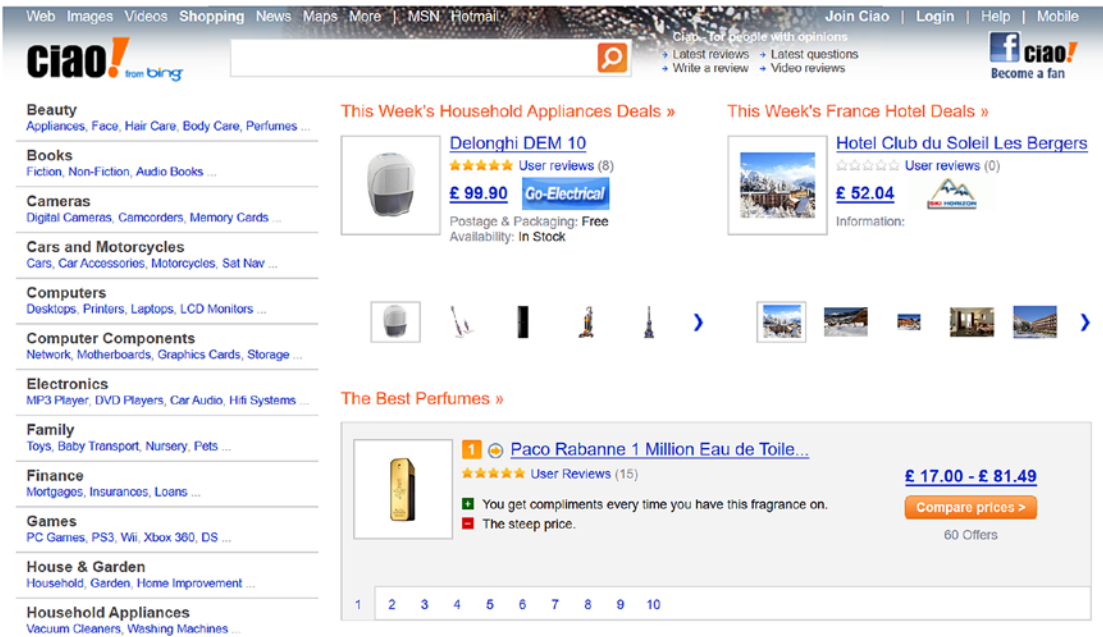 Web Images Videos Shopping News Maps More | MSN Hotmail
Join Ciao | Login | Help | Mobile
ciao! from bing
Ciao - for people with opinions
Latest reviews Latest questions
Write a review Video reviews
f ciao!
Become a fan
Beauty
Appliances, Face, Hair Care, Body Care, Perfumes ...
Books
Fiction, Non-Fiction, Audio Books ...
Cameras
Digital Cameras, Camcorders, Memory Cards ...
Cars and Motorcycles
Cars, Car Accessories, Motorcycles, Sat Nav ...
Computers
Desktops, Printers, Laptops, LCD Monitors ...
Computer Components
Network, Motherboards, Graphics Cards, Storage ...
Electronics
MP3 Player, DVD Players, Car Audio, Hifi Systems ...
Family
Toys, Baby Transport, Nursery, Pets ...
Finance
Mortgages, Insurances, Loans ...
Games
PC Games, PS3, Wii, Xbox 360, DS ...
House & Garden
Household, Garden, Home Improvement ...
Household Appliances
Vacuum Cleaners, Washing Machines ...
This Week's Household Appliances Deals »
Delonghi DEM 10
User reviews (8)
£ 99.90 Go-Electrical
Postage & Packaging: Free
Availability: In Stock
This Week's France Hotel Deals »
Hotel Club du Soleil Les Bergers
User reviews (0)
£ 52.04 SKI HORIZON
Information:
The Best Perfumes »
1 Paco Rabanne 1 Million Eau de Toile...
User Reviews (15)
You get compliments every time you have this fragrance on.
The steep price.
£ 17.00 - £ 81.49
Compare prices >
60 Offers
1 2 3 4 5 6 7 8 9 10